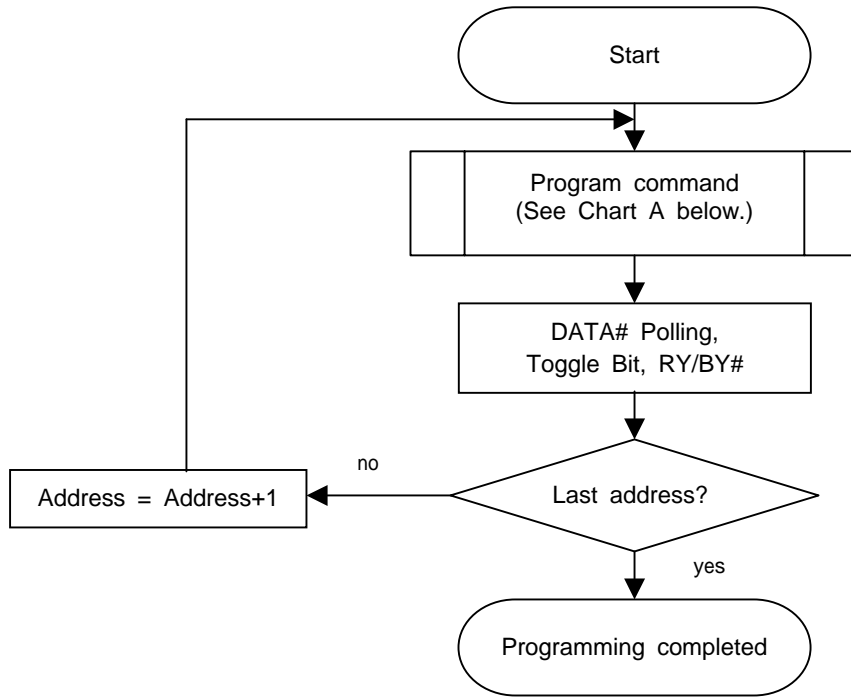 Start
Program command
(See Chart A below.)
DATA# Polling,
Toggle Bit, RY/BY#
no
Address = Address+1
Last address?
yes
Programming completed